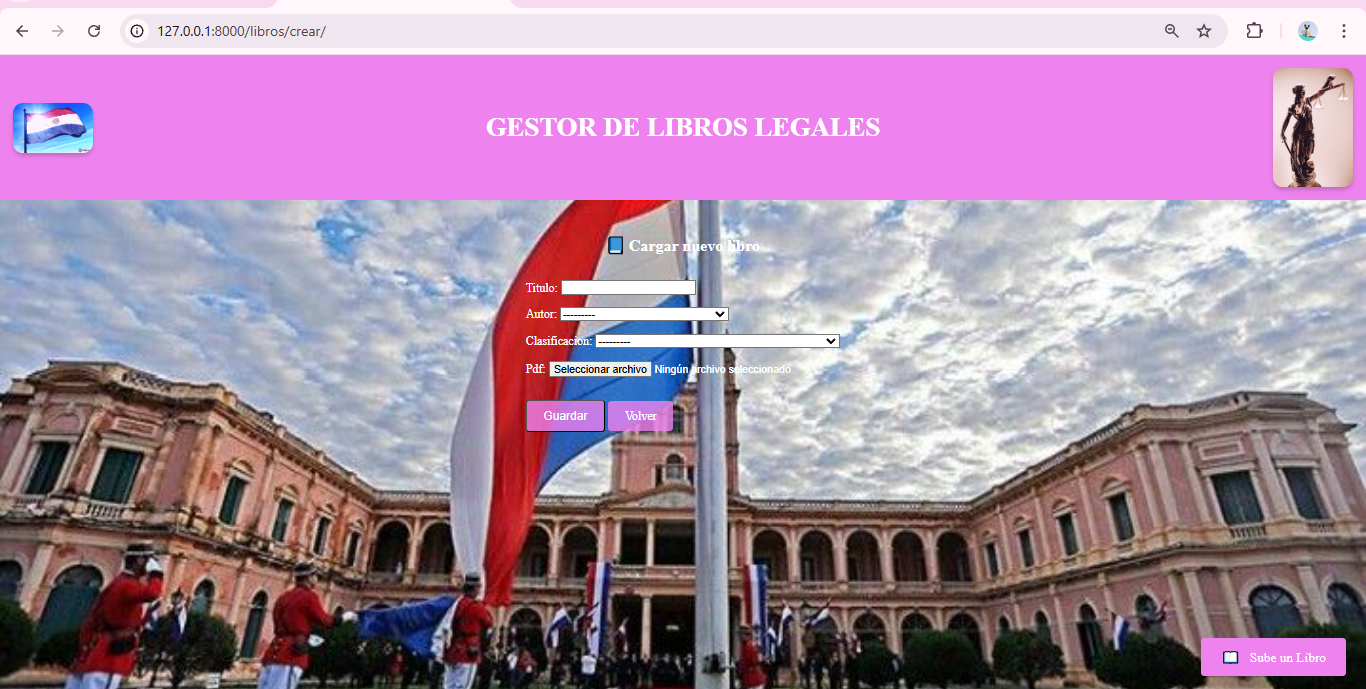 127.0.0.1:8000/libros/crear/
GESTOR DE LIBROS LEGALES
Cargar nuevo libro
Titulo:
Autor: ---------
Clasificacion: ---------
Pdf: Seleccionar archivo Ningún archivo seleccionado
Guardar Volver
Sube un Libro